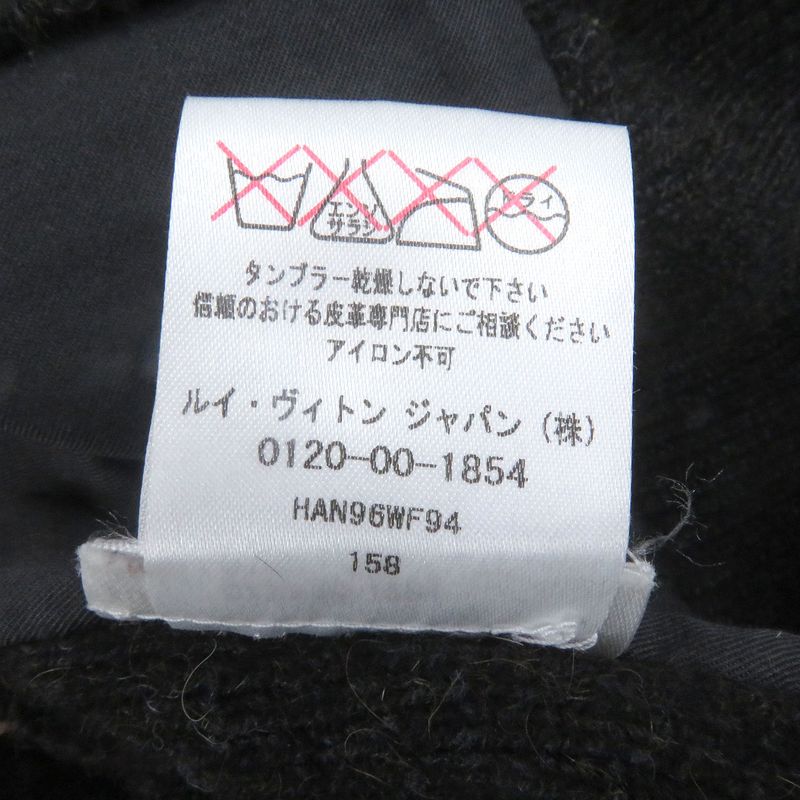 エンソ
サラシ
ドライ
タンブラー乾燥しないで下さい
信頼のおける皮革専門店にご相談ください
アイロン不可
ルイ・ヴィトン ジャパン (株)
0120-00-1854
HAN96WF94
158